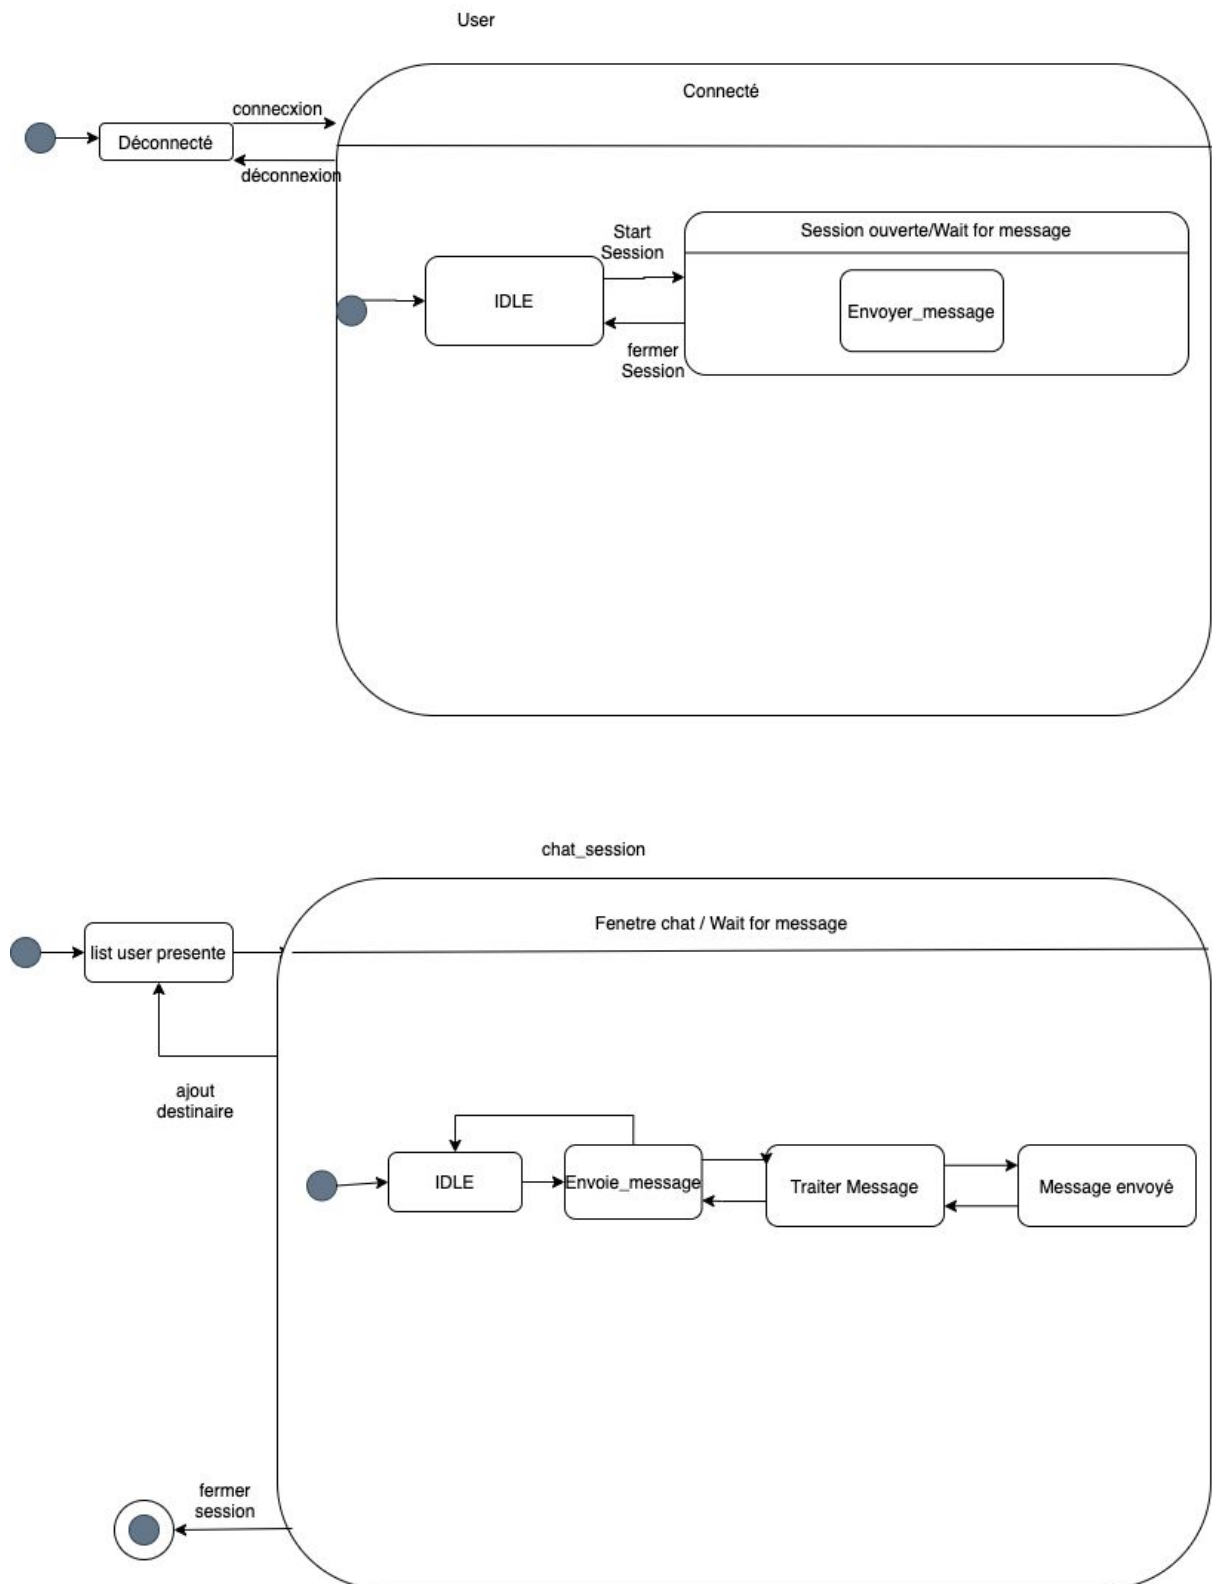 User
Connecté
connecxion
Déconnecté
déconnexion
Start
Session
Session ouverte/Wait for message
IDLE
Envoyer_message
fermer
Session
chat_session
Fenetre chat / Wait for message
list user presente
ajout
destinaire
IDLE
Envoie_message
Traiter Message
Message envoyé
fermer
session